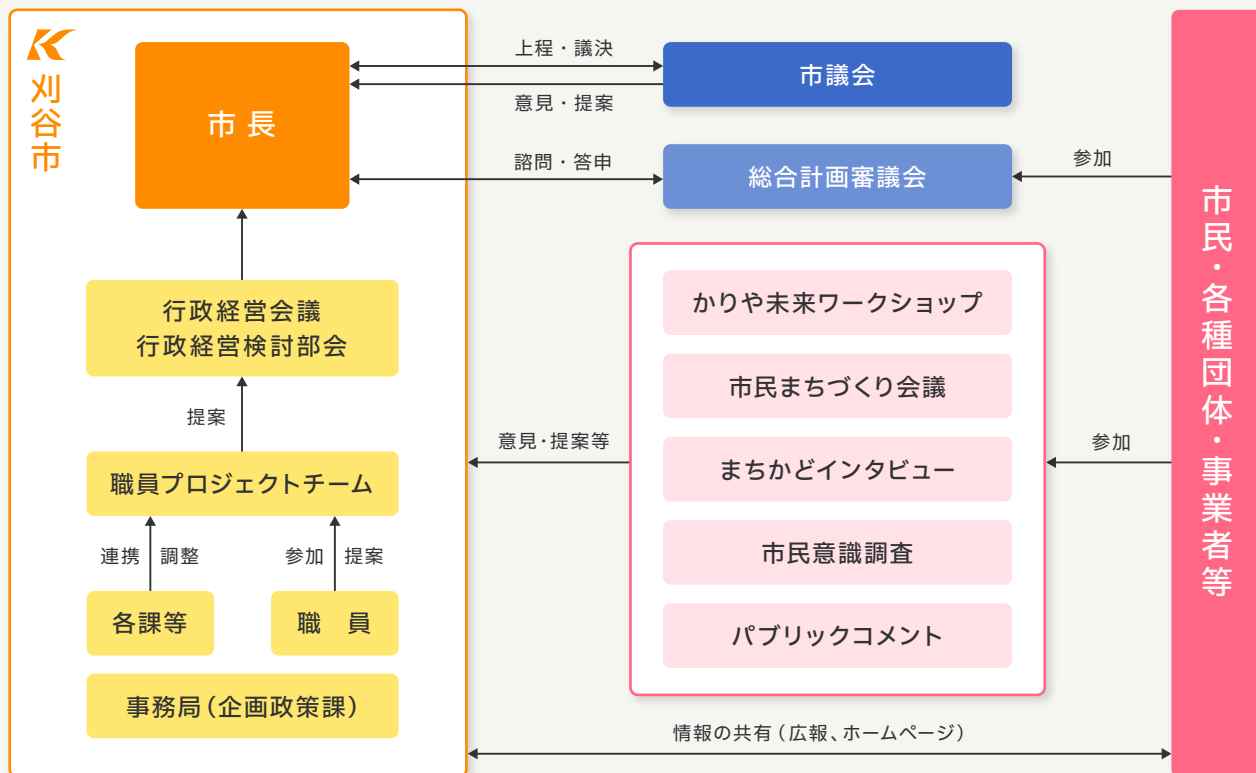 刈谷市
市長
上程・議決
意見・提案
市議会
諮問・答申
総合計画審議会
参加
行政経営会議
行政経営検討部会
提案
職員プロジェクトチーム
連携 調整
参加 提案
各課等
職 員
事務局(企画政策課)
意見・提案等
かりや未来ワークショップ
市民まちづくり会議
まちかどインタビュー
市民意識調査
パブリックコメント
参加
市民・各種団体・事業者等
情報の共有(広報、ホームページ)